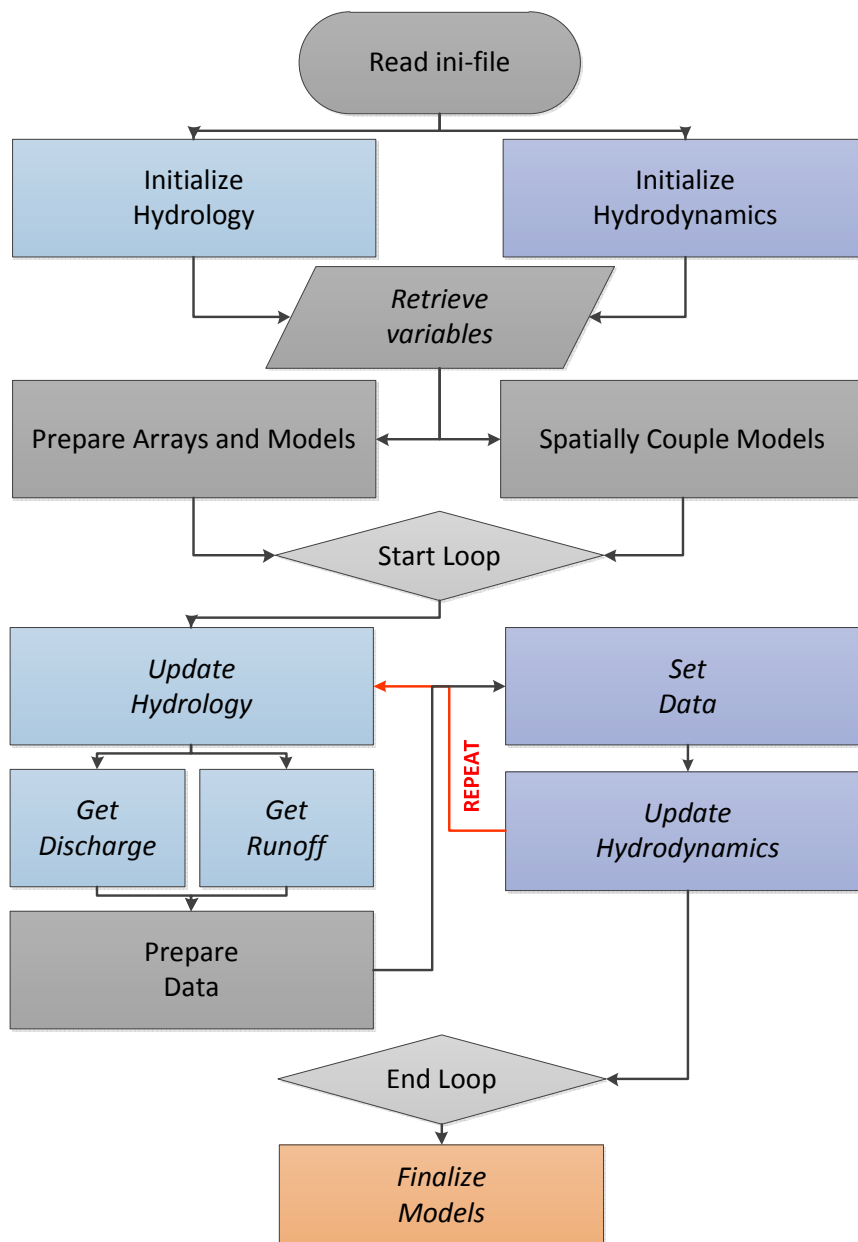 Read ini-file
Initialize
Hydrology
Initialize
Hydrodynamics
Retrieve
variables
Prepare Arrays and Models
Spatially Couple Models
Start Loop
Update
Hydrology
Set
Data
REPEAT
Get
Discharge
Get
Runoff
Update
Hydrodynamics
Prepare
Data
End Loop
Finalize
Models